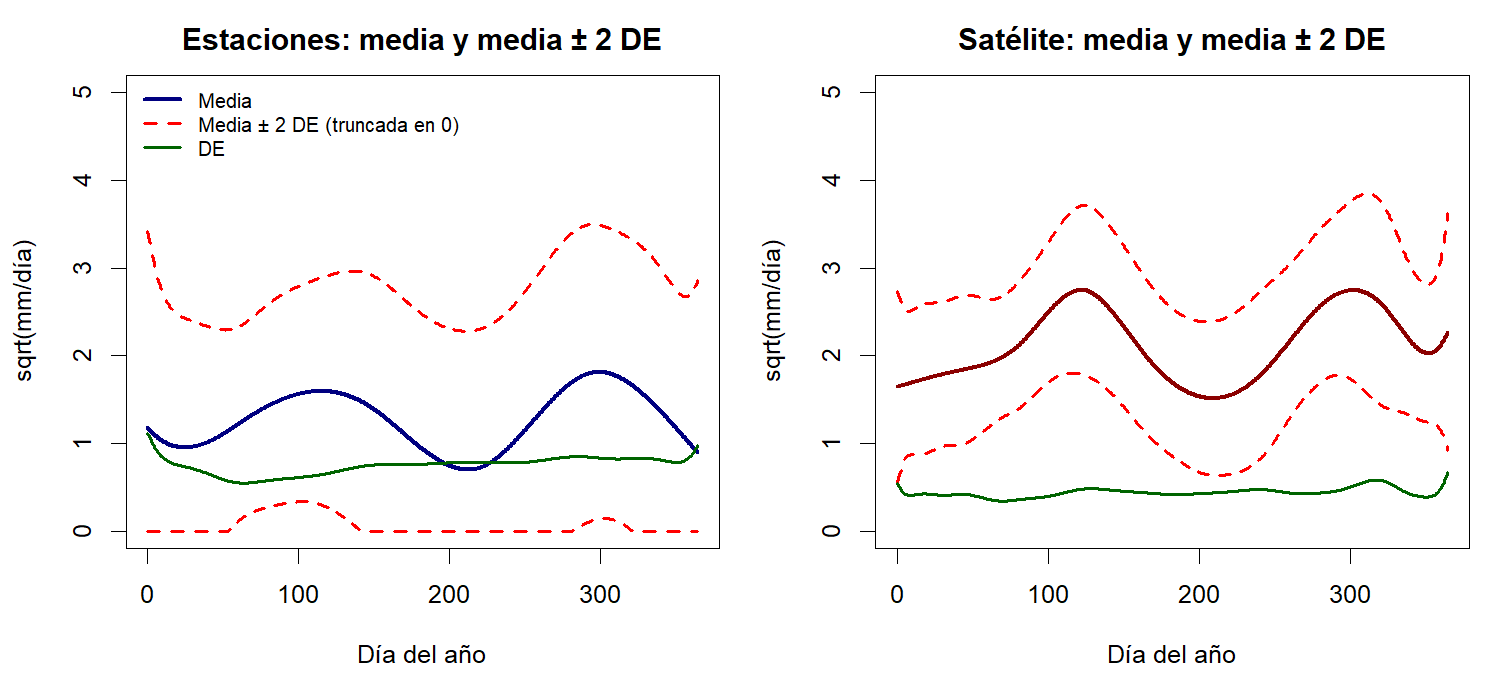 Estaciones: media y media ± 2 DE
sqrt(mm/día)
5
4
3
2
1
0
Media
Media ± 2 DE (truncada en 0)
DE
0
100
200
300
Día del año
Satélite: media y media ± 2 DE
sqrt(mm/día)
5
4
3
2
1
0
0
100
200
300
Día del año